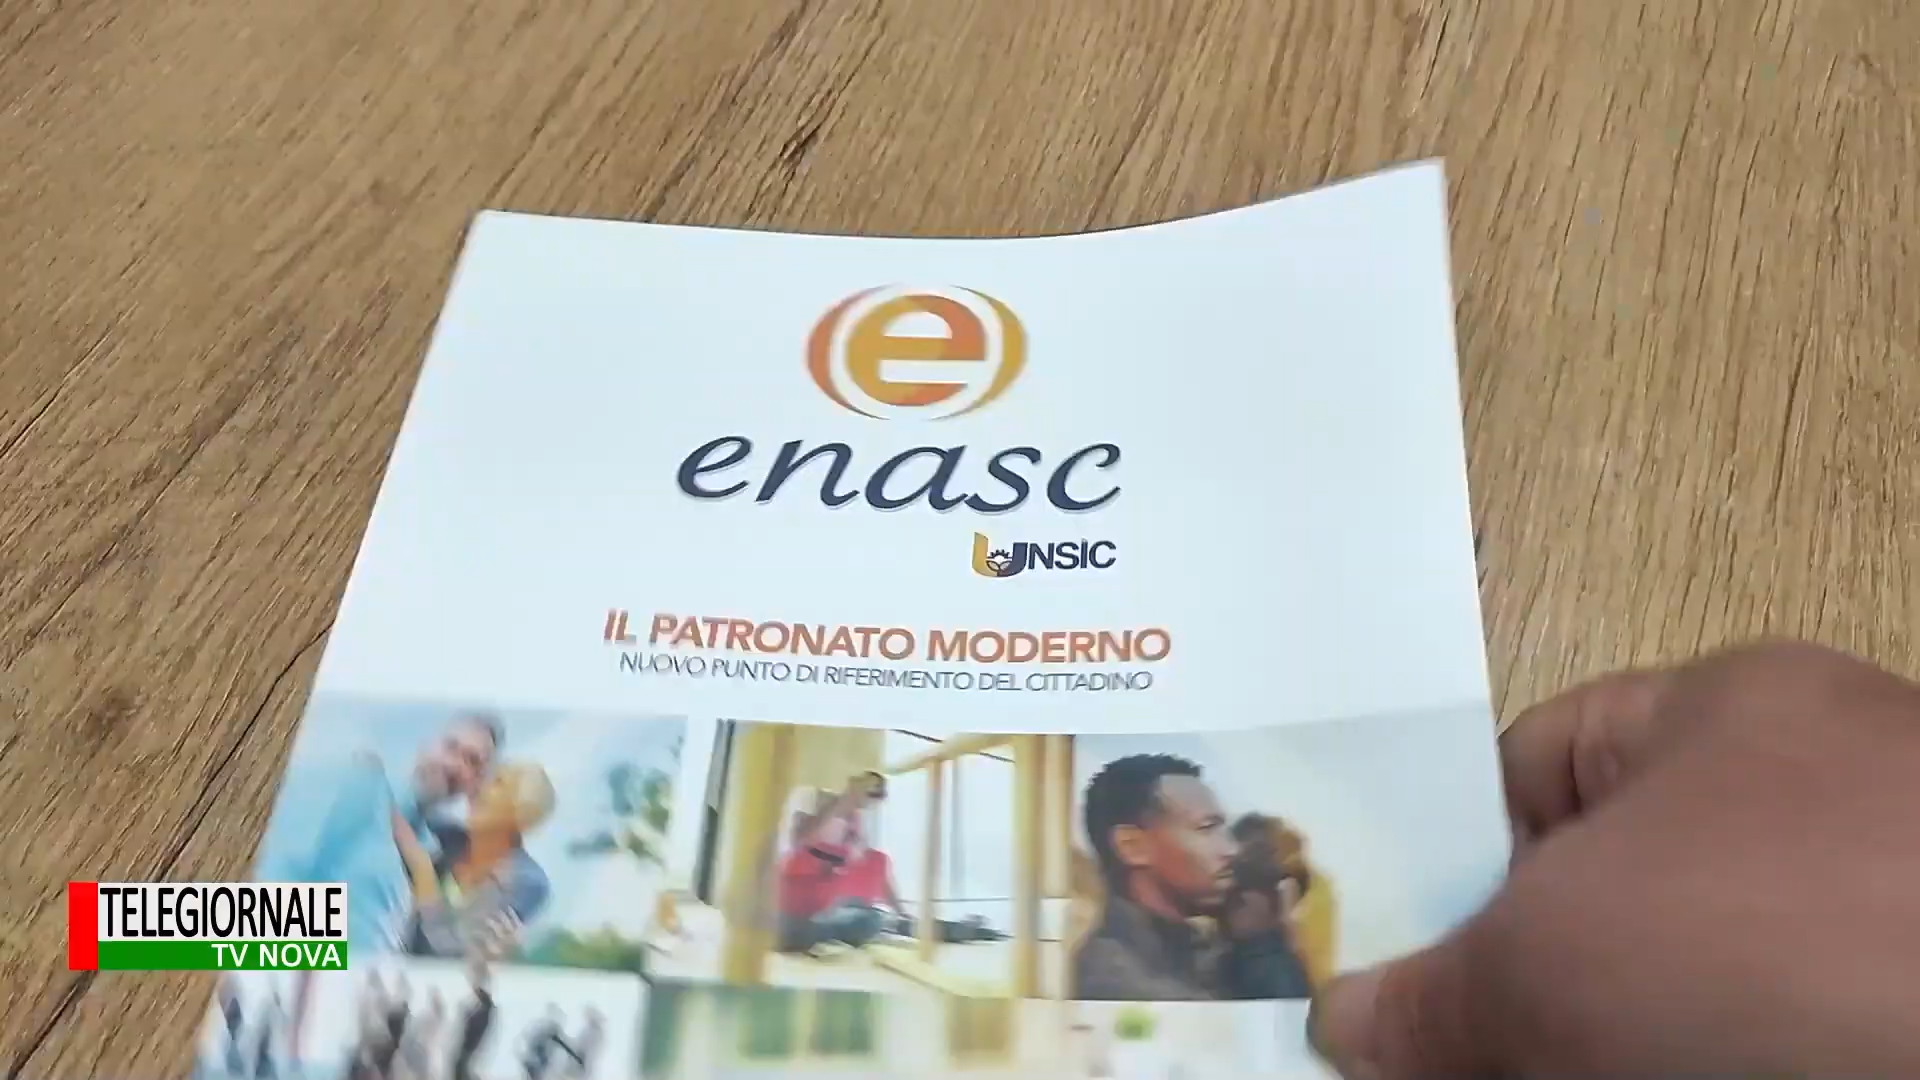 e
enasc
UNSIC
IL PATRONATO MODERNO
NUOVO PUNTO DI RIFERIMENTO DEL CITTADINO
TELEGIORNALE
TV NOVA